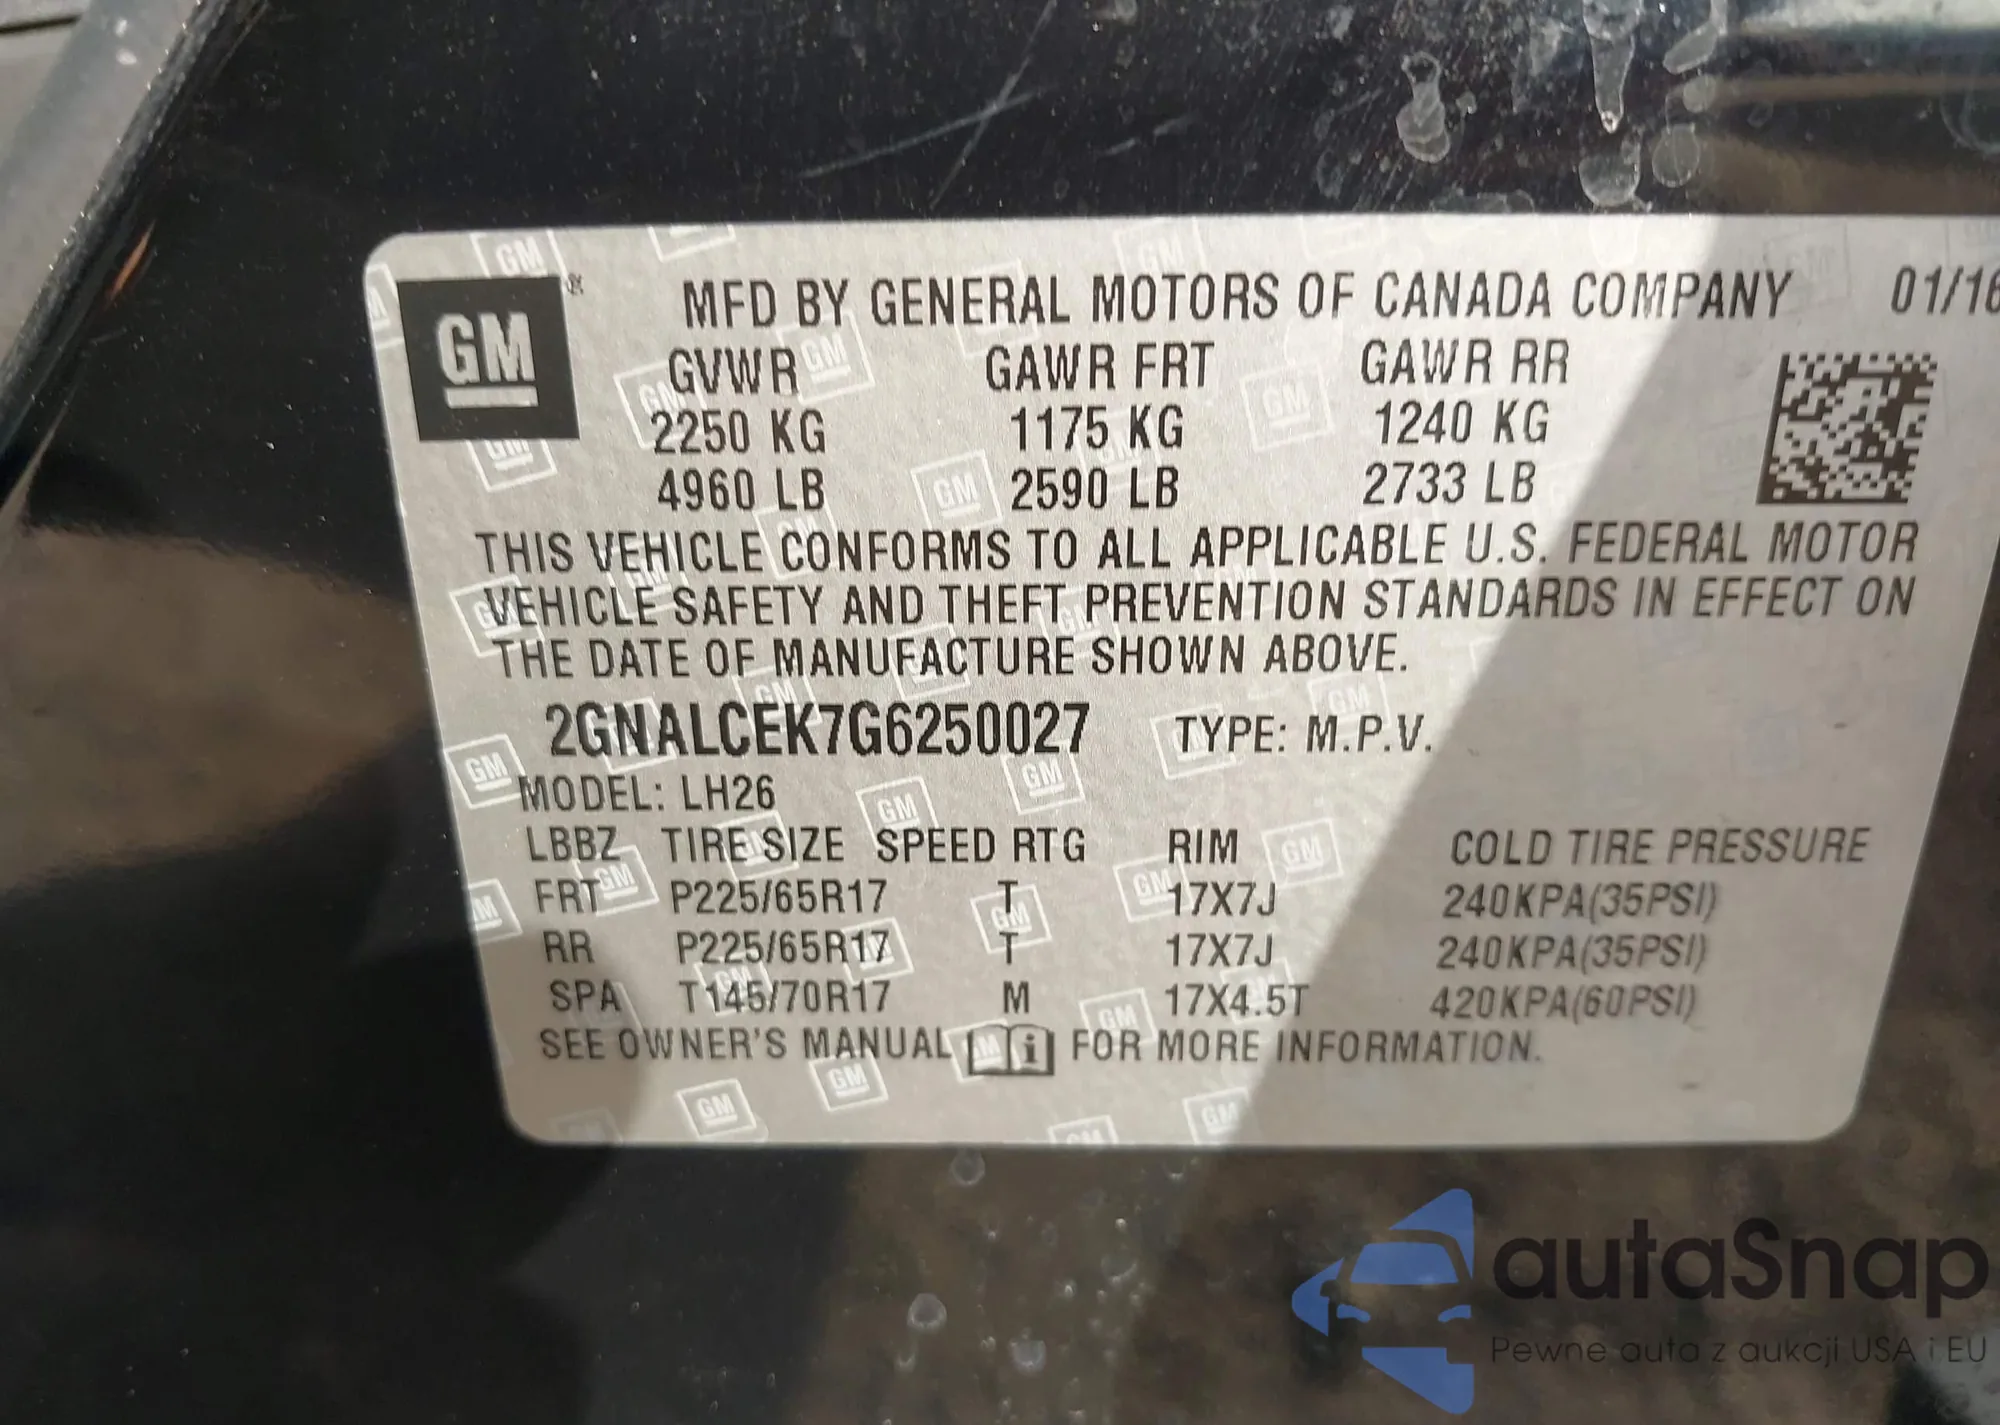 GM
MFD BY GENERAL MOTORS OF CANADA COMPANY 01/16
GVWR GAWR FRT GAWR RR
2250 KG 1175 KG 1240 KG
4960 LB 2590 LB 2733 LB
THIS VEHICLE CONFORMS TO ALL APPLICABLE U.S. FEDERAL MOTOR
VEHICLE SAFETY AND THEFT PREVENTION STANDARDS IN EFFECT ON
THE DATE OF MANUFACTURE SHOWN ABOVE.
2GNALCEK7G6250027 TYPE: M.P.V.
MODEL: LH26
LBBZ TIRE SIZE SPEED RTG RIM COLD TIRE PRESSURE
FRT P225/65R17 T 17X7J 240KPA(35PSI)
RR P225/65R17 T 17X7J 240KPA(35PSI)
SPA T145/70R17 M 17X4.5T 420KPA(60PSI)
SEE OWNER'S MANUAL i FOR MORE INFORMATION.
autaSnap
Pewne auta z aukcji USA i EU